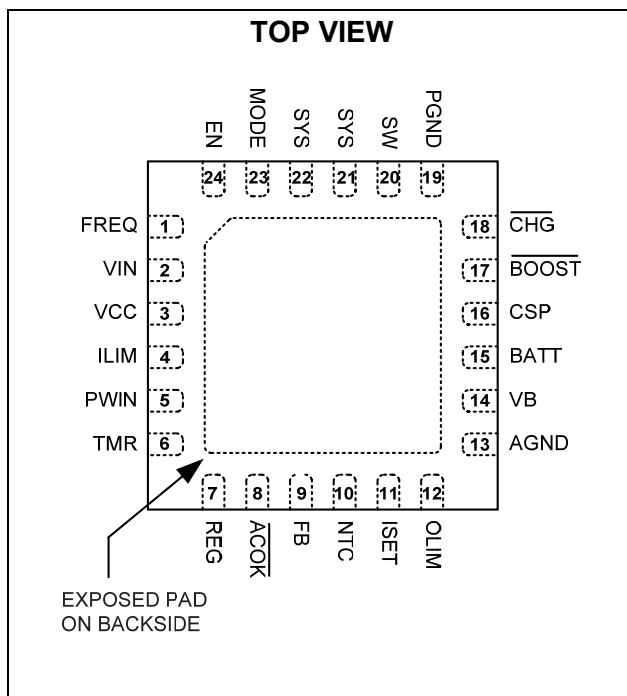 TOP VIEW
EN
MODE
SYS
SYS
SW
PGND
24
23
22
21
20
19
FREQ 1
VIN 2
VCC 3
ILIM 4
PWIN 5
TMR 6
18 CHG
17 BOOST
16 CSP
15 BATT
14 VB
13 AGND
7
8
9
10
11
12
REG
ACOK
FB
NTC
ISET
OLIM
EXPOSED PAD
ON BACKSIDE